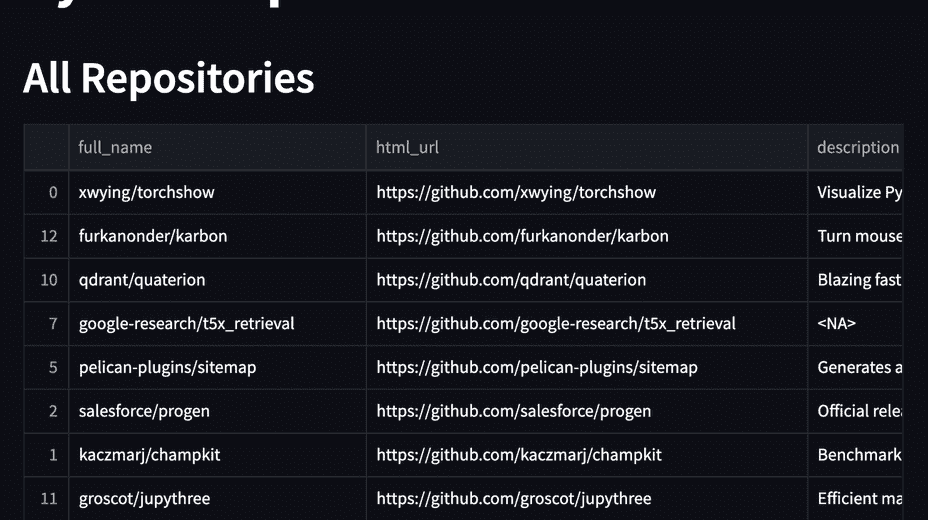 All Repositories
full_name html_url description
0 xwying/torchshow https://github.com/xwying/torchshow Visualize Py
12 furkanonder/karbon https://github.com/furkanonder/karbon Turn mouse
10 qdrant/quaterion https://github.com/qdrant/quaterion Blazing fast
7 google-research/t5x_retrieval https://github.com/google-research/t5x_retrieval <NA>
5 pelican-plugins/sitemap https://github.com/pelican-plugins/sitemap Generates a
2 salesforce/progen https://github.com/salesforce/progen Official rele
1 kaczmarj/champkit https://github.com/kaczmarj/champkit Benchmark
11 groscot/jupythree https://github.com/groscot/jupythree Efficient ma